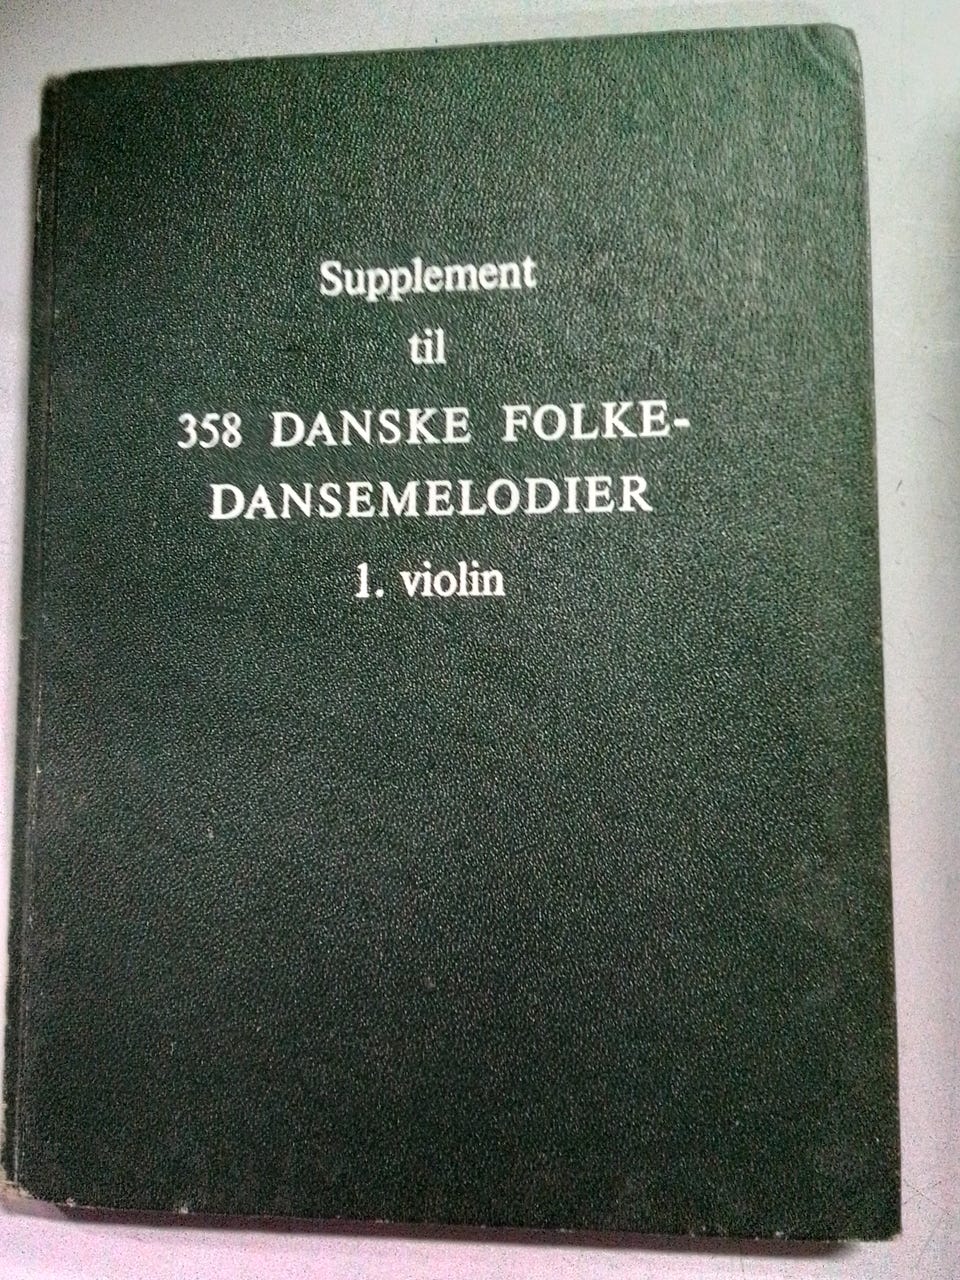 Supplement
til
358 DANSKE FOLKE-
DANSEMELODIER
1. violin